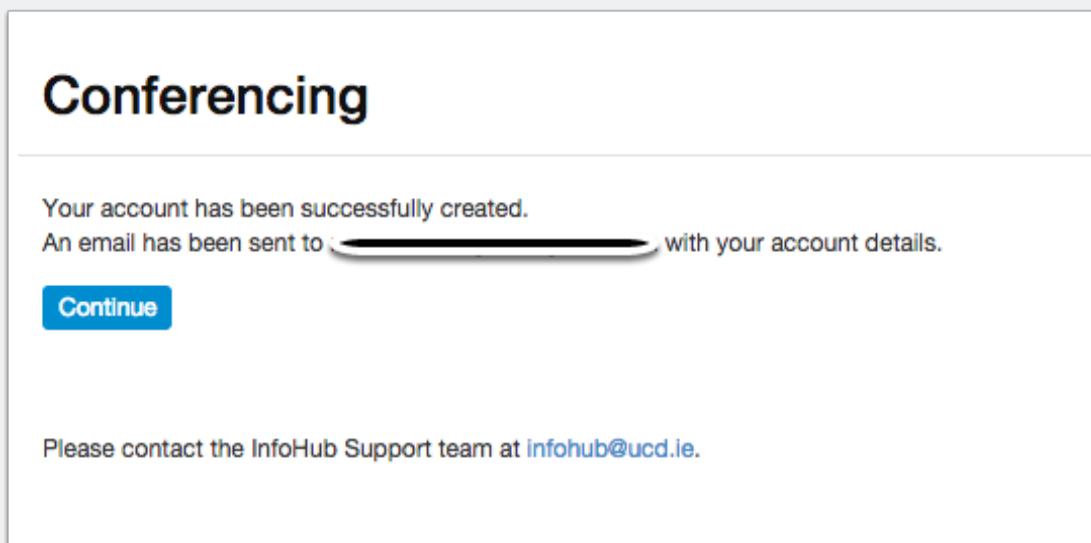 Conferencing
Your account has been successfully created.
An email has been sent to with your account details.
Continue
Please contact the InfoHub Support team at infohub@ucd.ie.